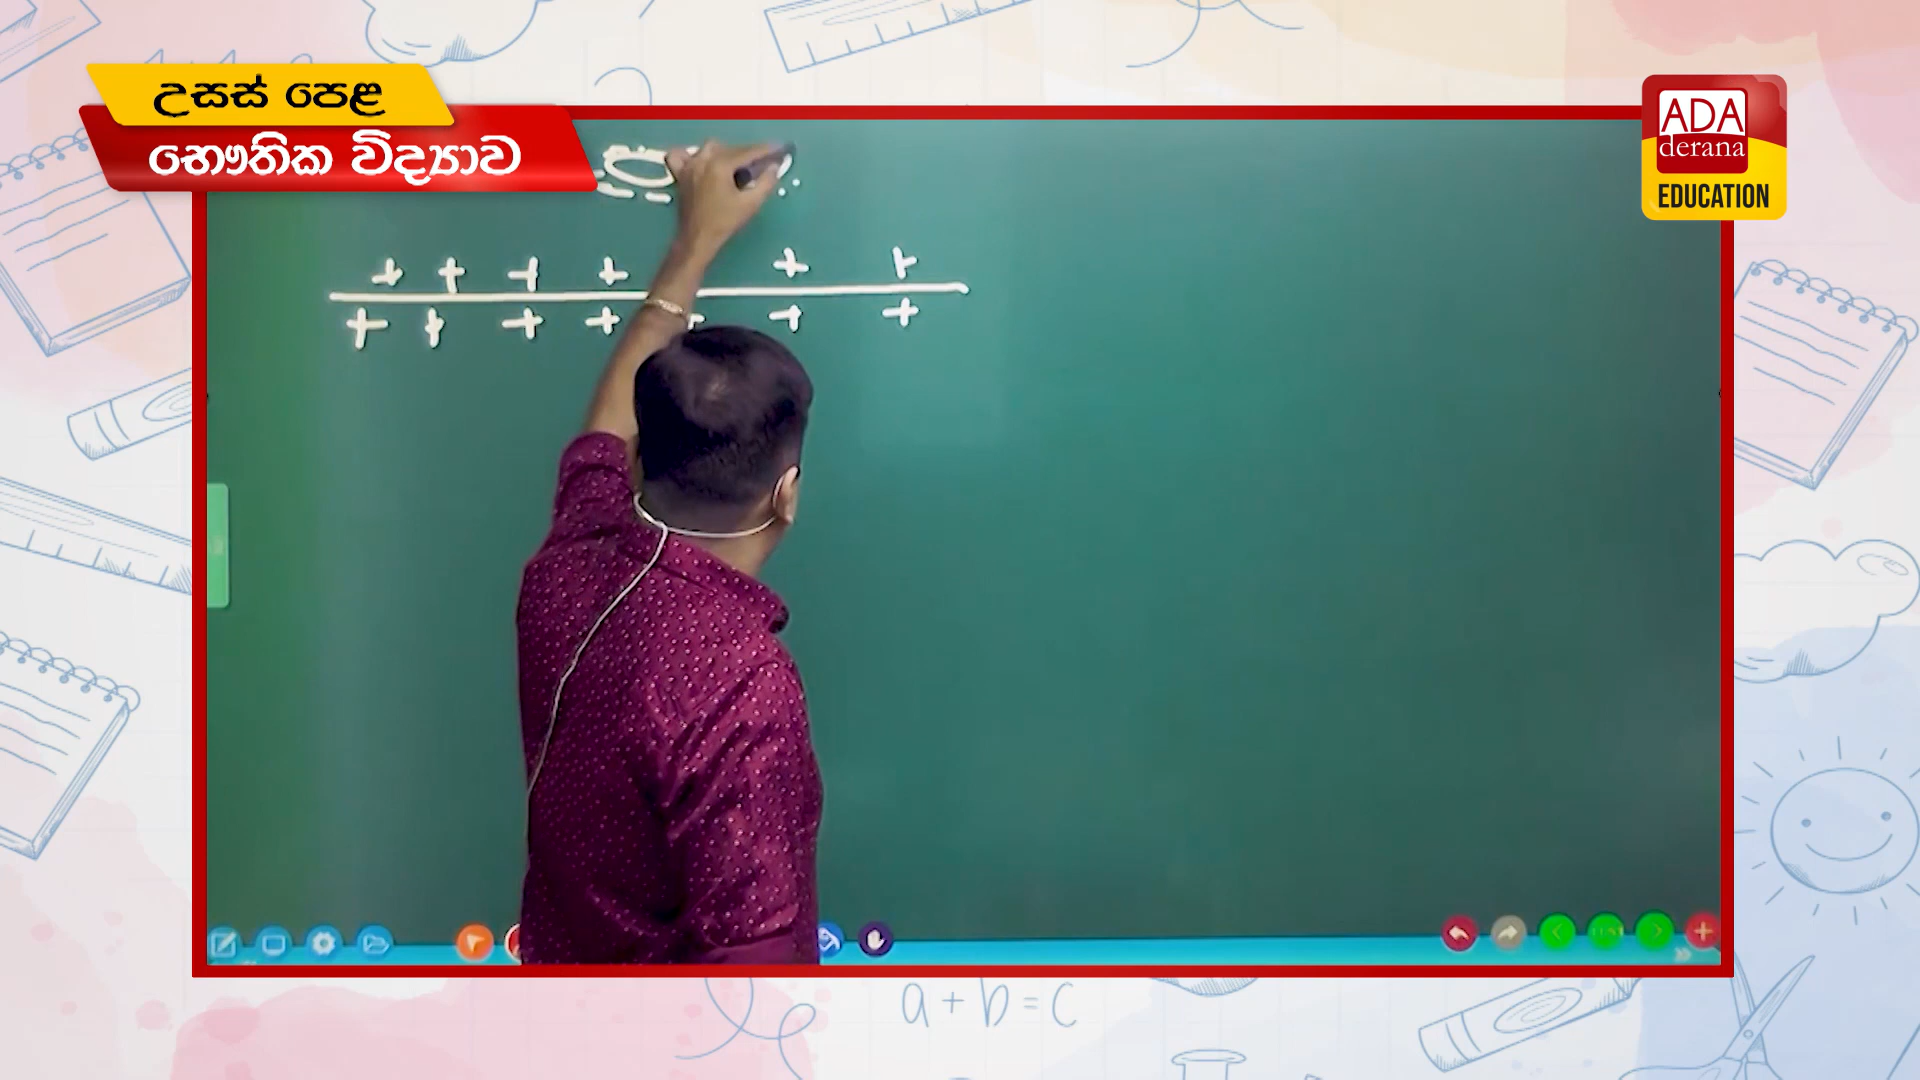 උසස් පෙළ
භෞතික විද්‍යාව
ADA
derana
EDUCATION
+ + + + + +
+ + + + + + +
a + b = c